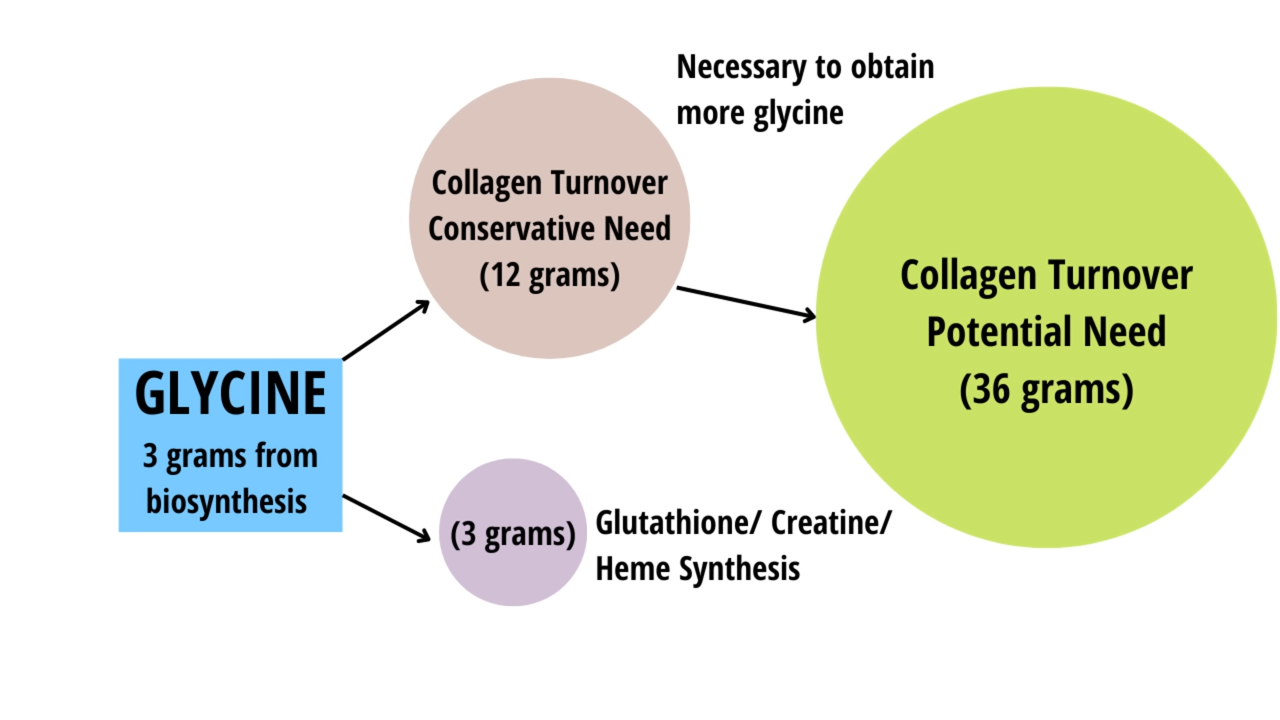 Necessary to obtain
more glycine
Collagen Turnover
Conservative Need
(12 grams)
Collagen Turnover
Potential Need
(36 grams)
GLYCINE
3 grams from
biosynthesis
(3 grams)
Glutathione/ Creatine/
Heme Synthesis